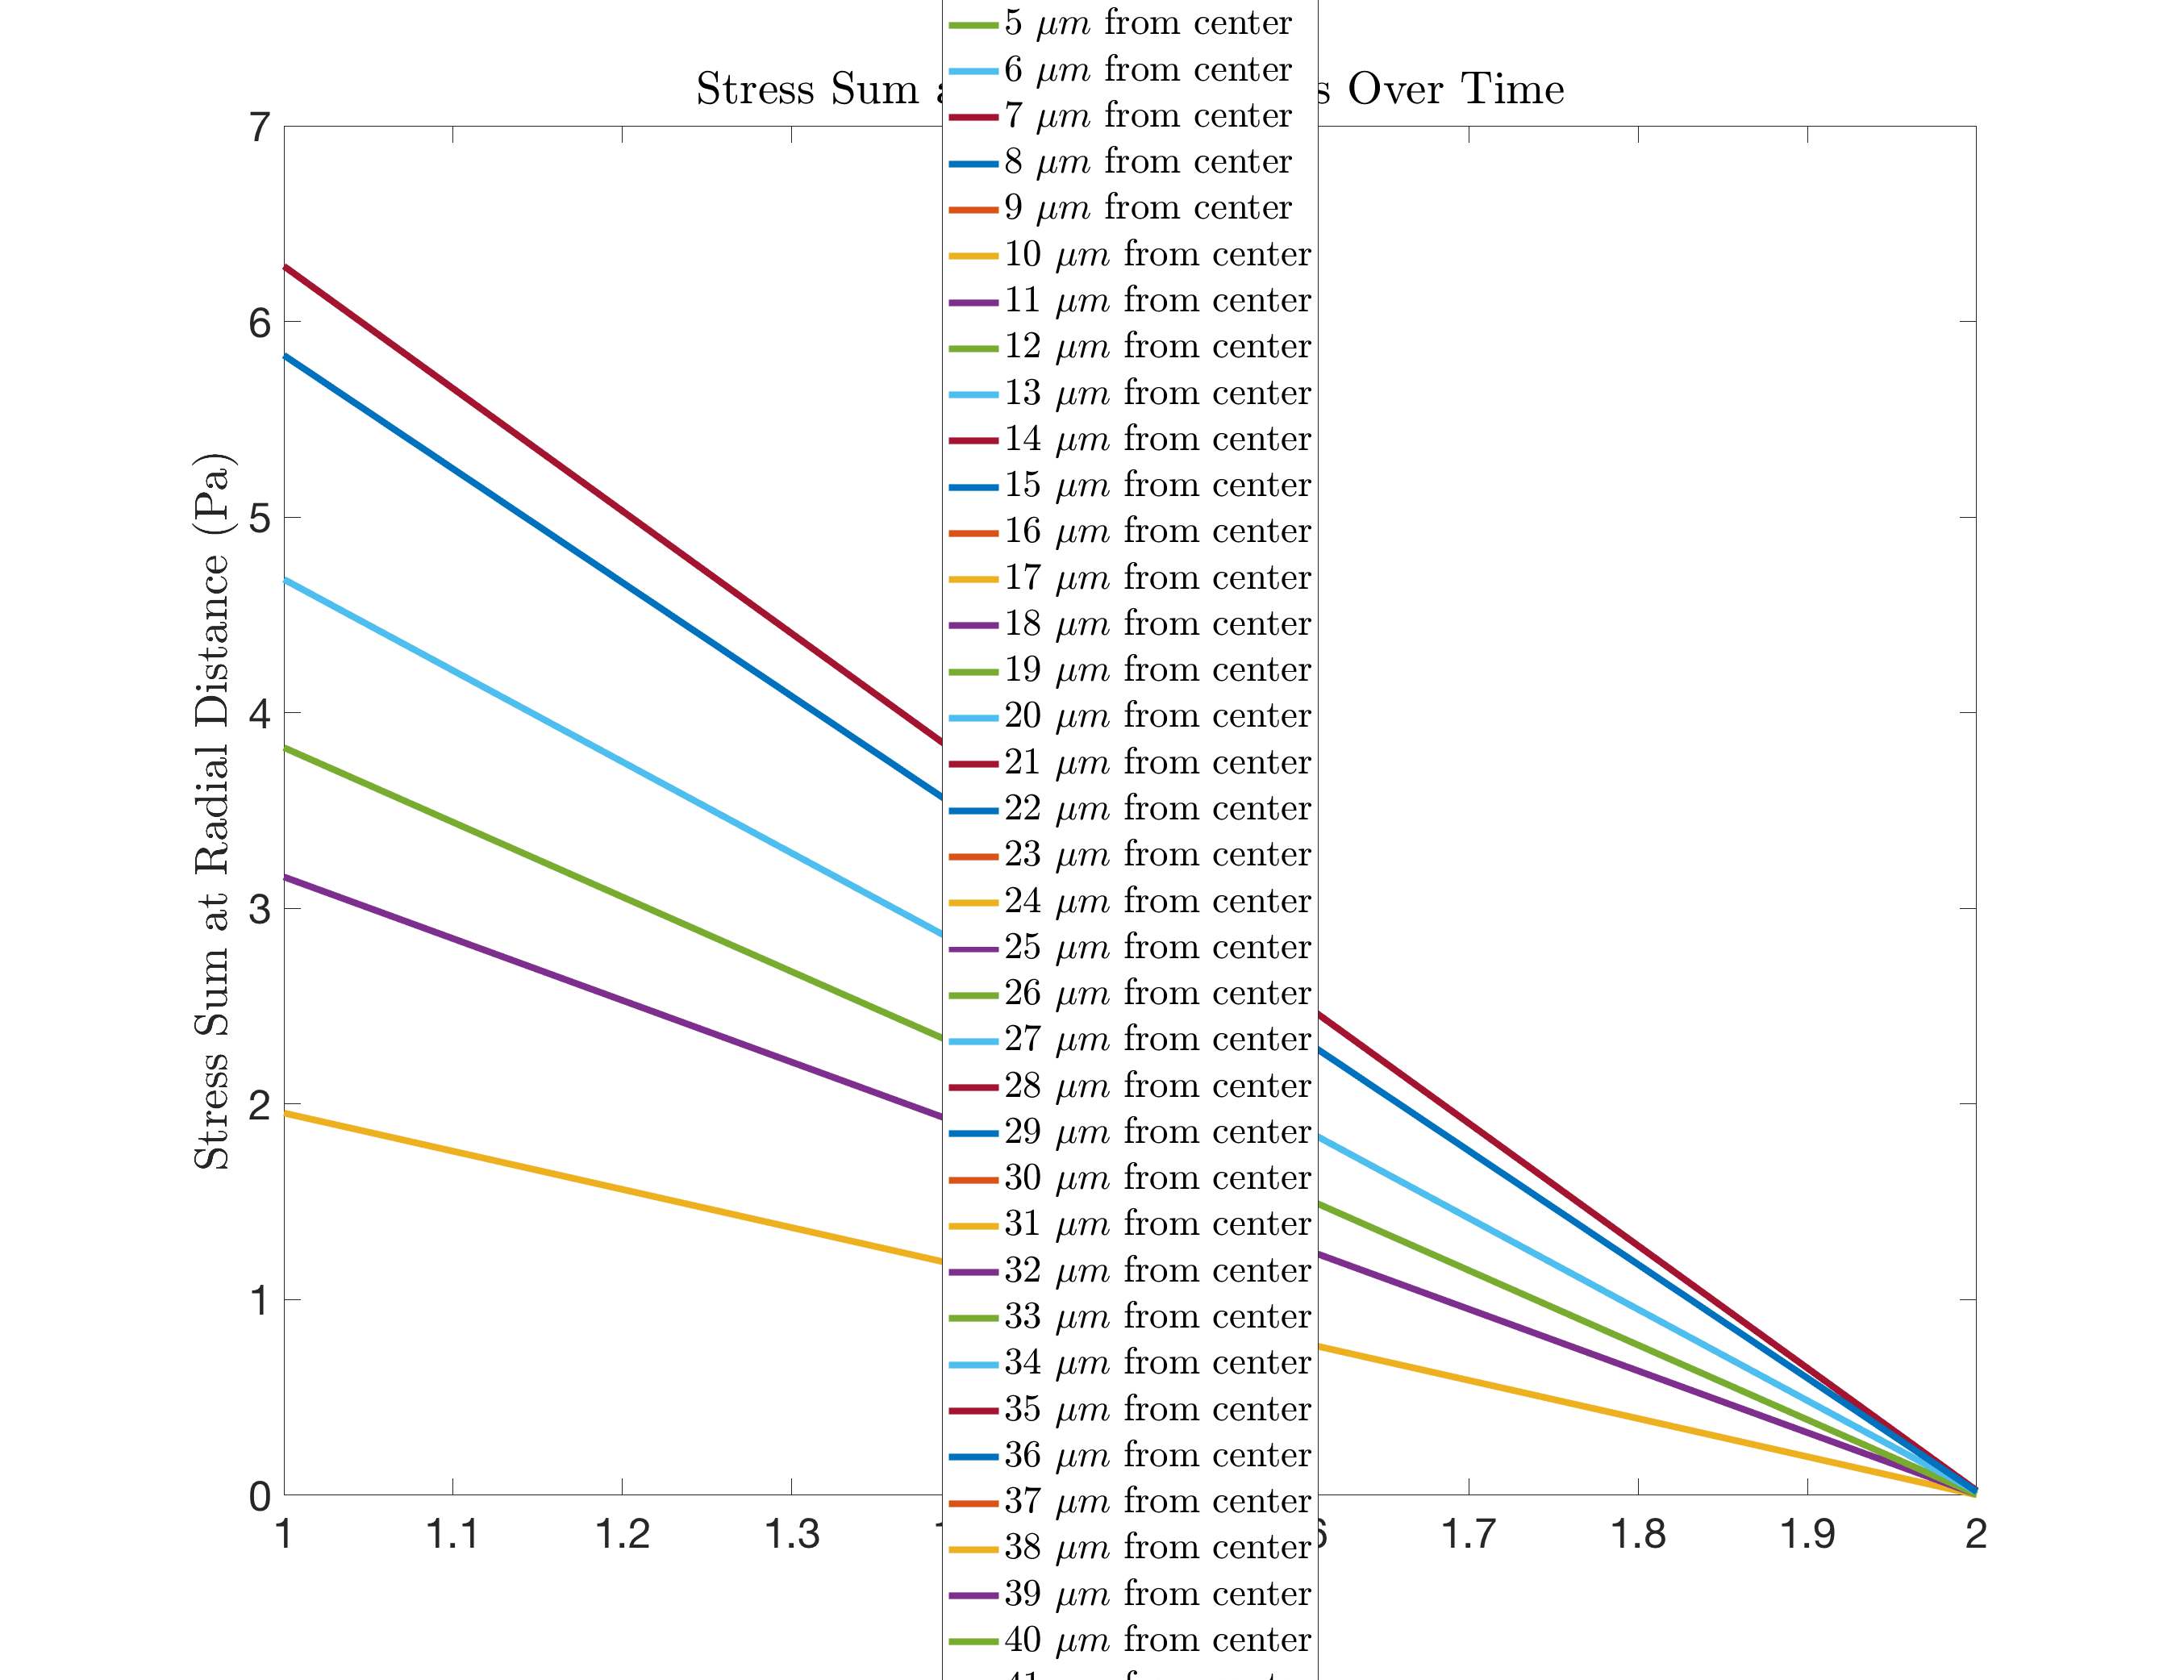 5 μm from center
6 μm from center
Stress Sum s Over Time
7 μm from center
8 μm from center
9 μm from center
10 μm from center
11 μm from center
12 μm from center
13 μm from center
14 μm from center
15 μm from center
16 μm from center
17 μm from center
18 μm from center
19 μm from center
20 μm from center
21 μm from center
22 μm from center
23 μm from center
24 μm from center
25 μm from center
26 μm from center
27 μm from center
28 μm from center
29 μm from center
30 μm from center
31 μm from center
32 μm from center
33 μm from center
34 μm from center
35 μm from center
36 μm from center
37 μm from center
38 μm from center
39 μm from center
40 μm from center
Stress Sum at Radial Distance (Pa)
7
6
5
4
3
2
1
0
1 1.1 1.2 1.3 1.7 1.8 1.9 2